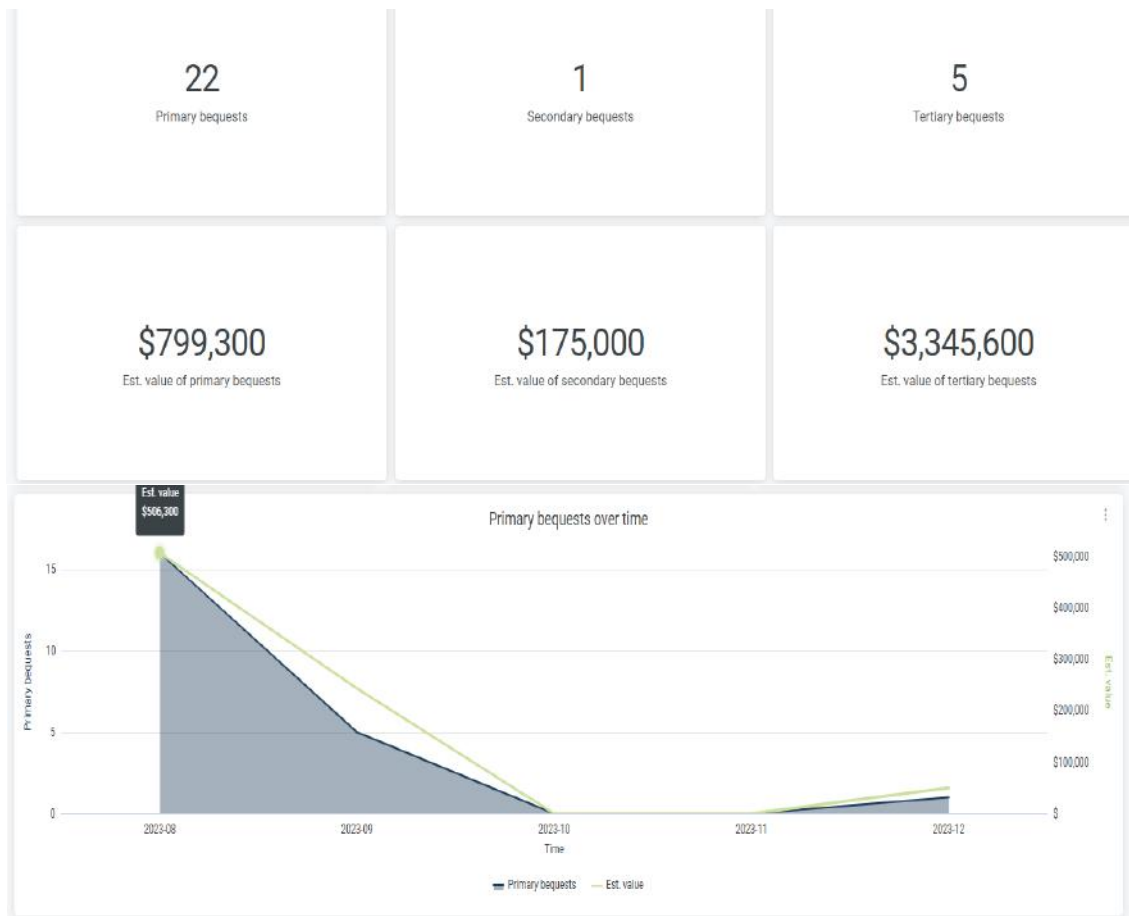 22
Primary bequests
1
Secondary bequests
5
Tertiary bequests
$799,300
Est. value of primary bequests
$175,000
Est. value of secondary bequests
$3,345,600
Est. value of tertiary bequests
Est. value
$506,300
Primary bequests over time
15
10
5
0
Primary bequests
$500,000
$400,000
$300,000
$200,000
$100,000
$
Est. value
2023-08
2023-09
2023-10
2023-11
2023-12
Time
Primary bequests
Est. value